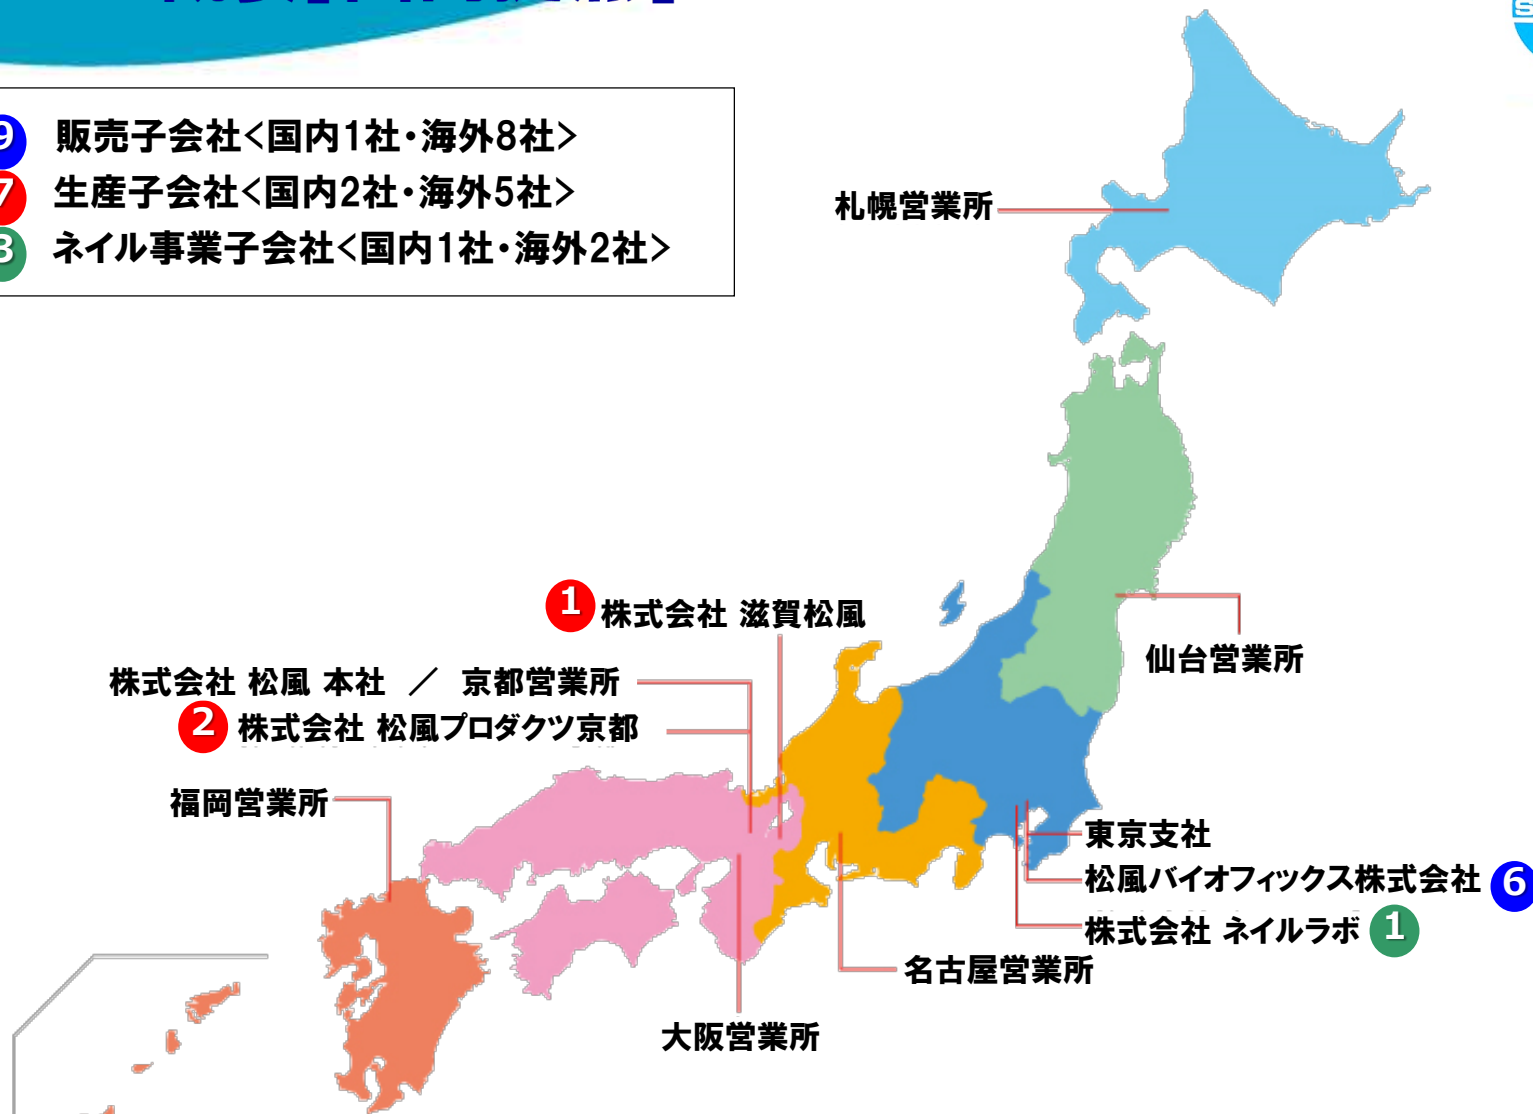 9 販売子会社<国内1社・海外8社>
7 生産子会社<国内2社・海外5社>
3 ネイル事業子会社<国内1社・海外2社>
札幌営業所
1 株式会社 滋賀松風
仙台営業所
株式会社 松風 本社 ／ 京都営業所
2 株式会社 松風プロダクツ京都
福岡営業所
東京支社
松風バイオフィックス株式会社 6
株式会社 ネイルラボ 1
名古屋営業所
大阪営業所